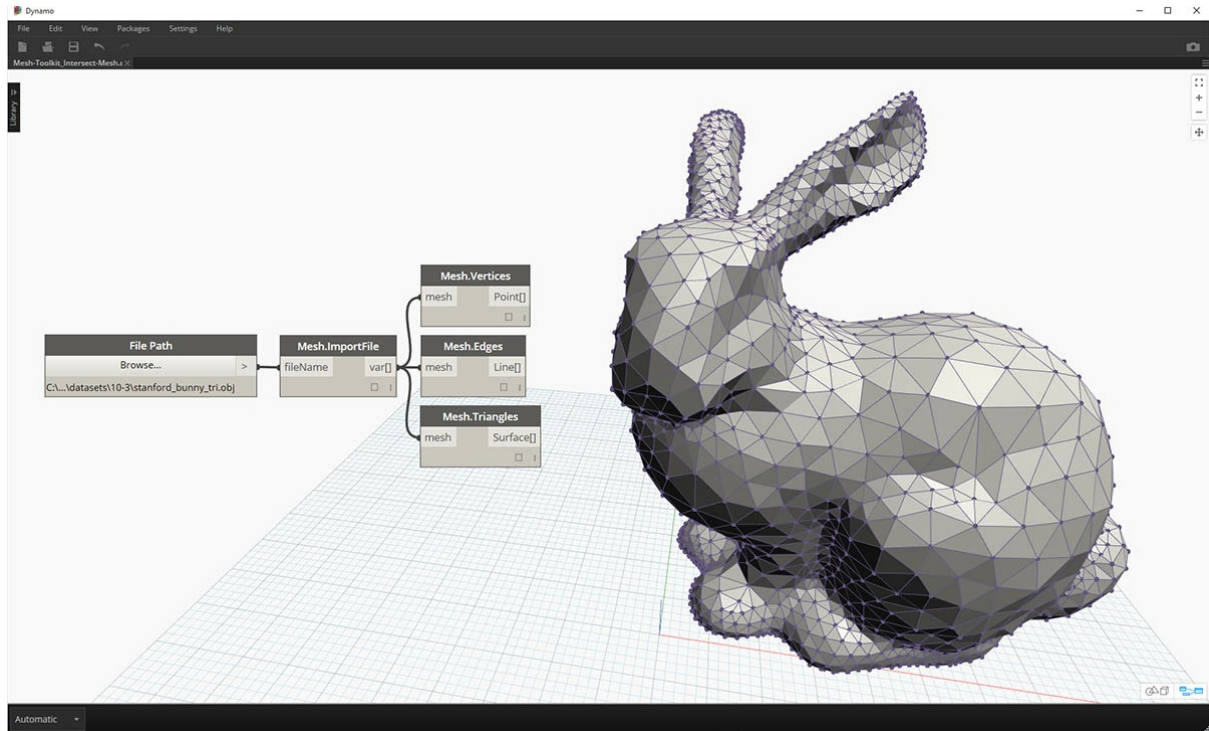 Dynamo
File Edit View Packages Settings Help
Mesh-Toolkit_Intersect-Mesh.
Library
Mesh.Vertices
mesh Point[]
File Path
Browse... >
C:\...\datasets\10-3\stanford_bunny_tri.obj
Mesh.ImportFile
fileName var[]
Mesh.Edges
mesh Line[]
Mesh.Triangles
mesh Surface[]
Automatic